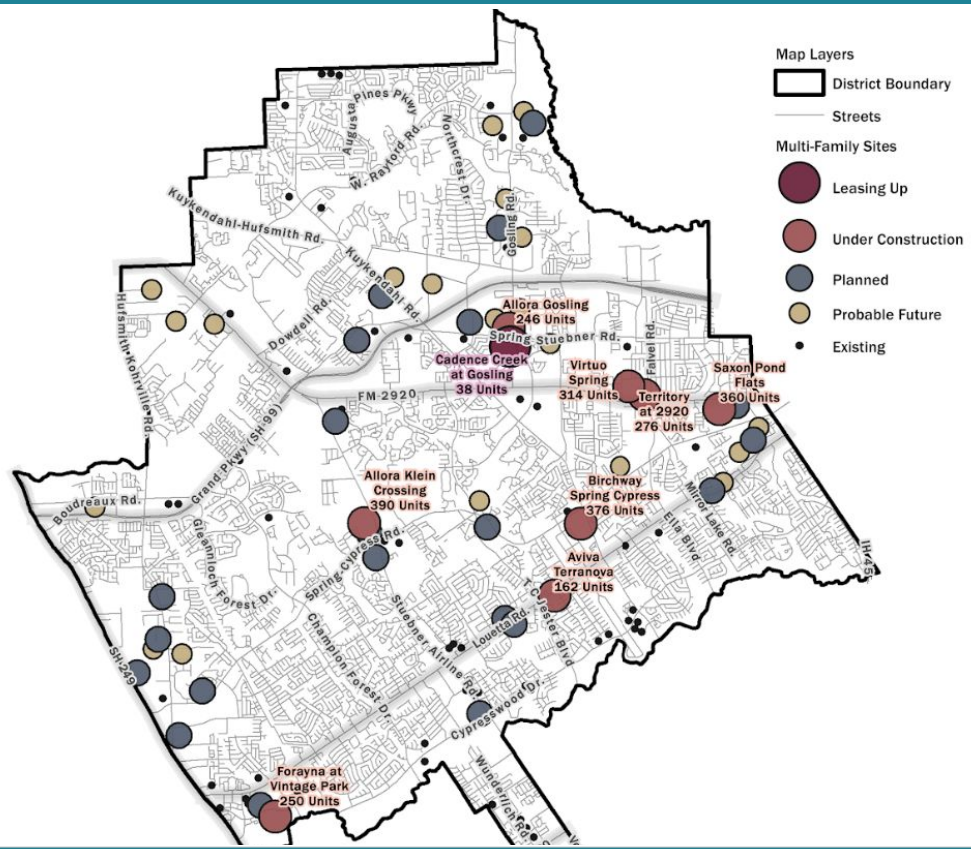 Map Layers
District Boundary
Streets
Multi-Family Sites
Leasing Up
Under Construction
Planned
Probable Future
Existing
Augusta Pines Pkwy
W. Rayford Rd.
Northcrest Dr.
Gosling Rd.
Kuykendahl-Hufsmith Rd.
Kuykendahl Rd.
Hufsmith-Kohrville Rd.
Dowdell Rd.
Allora Gosling
246 Units
Spring Stuebner Rd.
Falvel Rd.
Cadence Creek
at Gosling
38 Units
Virtuo
Spring
314 Units
Saxon Pond
Flats
360 Units
FM 2920
Territory
at 2920
276 Units
Grand Pkwy (SH 99)
Allora Klein
Crossing
390 Units
Birchway
Spring Cypress
376 Units
Boudreaux Rd.
Mirror Lake Rd.
Ella Blvd
IH-45
Gleannloch Forest Dr.
Spring Cypress Rd.
Aviva
Terranova
162 Units
T.C. Jester Blvd
Louetta Rd.
Stuebner Airline Rd.
Champion Forest Dr.
SH-249
Cypresswood Dr.
Forayna at
Vintage Park
250 Units
Wunderlich Rd.